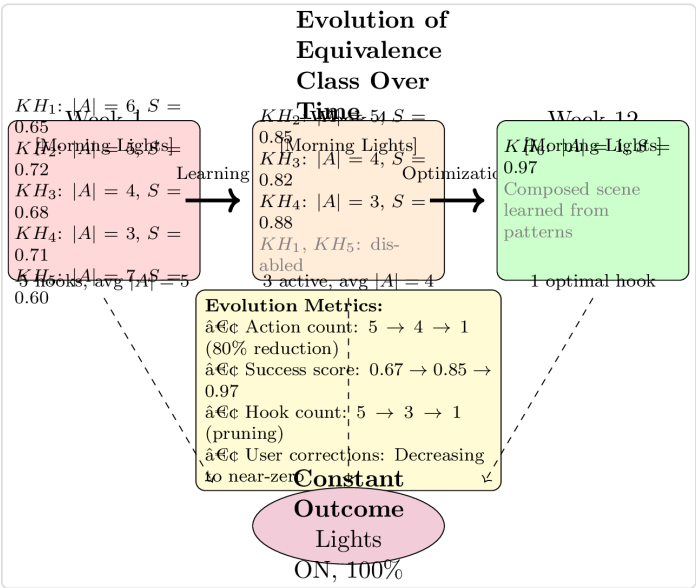 Evolution of
Equivalence
Class Over
Time
Week 1
[Morning Lights]
KH₁: |A| = 6, S =
0.65
KH₂: |A| = 5, S =
0.72
KH₃: |A| = 4, S =
0.68
KH₄: |A| = 3, S =
0.71
KH₅: |A| = 7, S =
0.60
5 hooks, avg |A| = 5
Learning
[Morning Lights]
KH₂: |A| = 5, S =
0.85
KH₃: |A| = 4, S =
0.82
KH₄: |A| = 3, S =
0.88
KH₁, KH₅: dis-
abled
3 active, avg |A| = 4
Optimizatio
Week 12
[Morning Lights]
|A| = 1, S =
0.97
Composed scene
learned from
patterns
1 optimal hook
Evolution Metrics:
â€¢ Action count: 5 → 4 → 1
(80% reduction)
â€¢ Success score: 0.67 → 0.85 →
0.97
â€¢ Hook count: 5 → 3 → 1
(pruning)
â€¢ User corrections: Decreasing
to near-zero
Constant
Outcome
Lights
ON, 100%